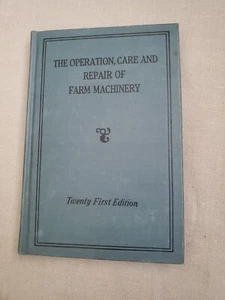 THE OPERATION, CARE AND
REPAIR OF
FARM MACHINERY
Twenty First Edition